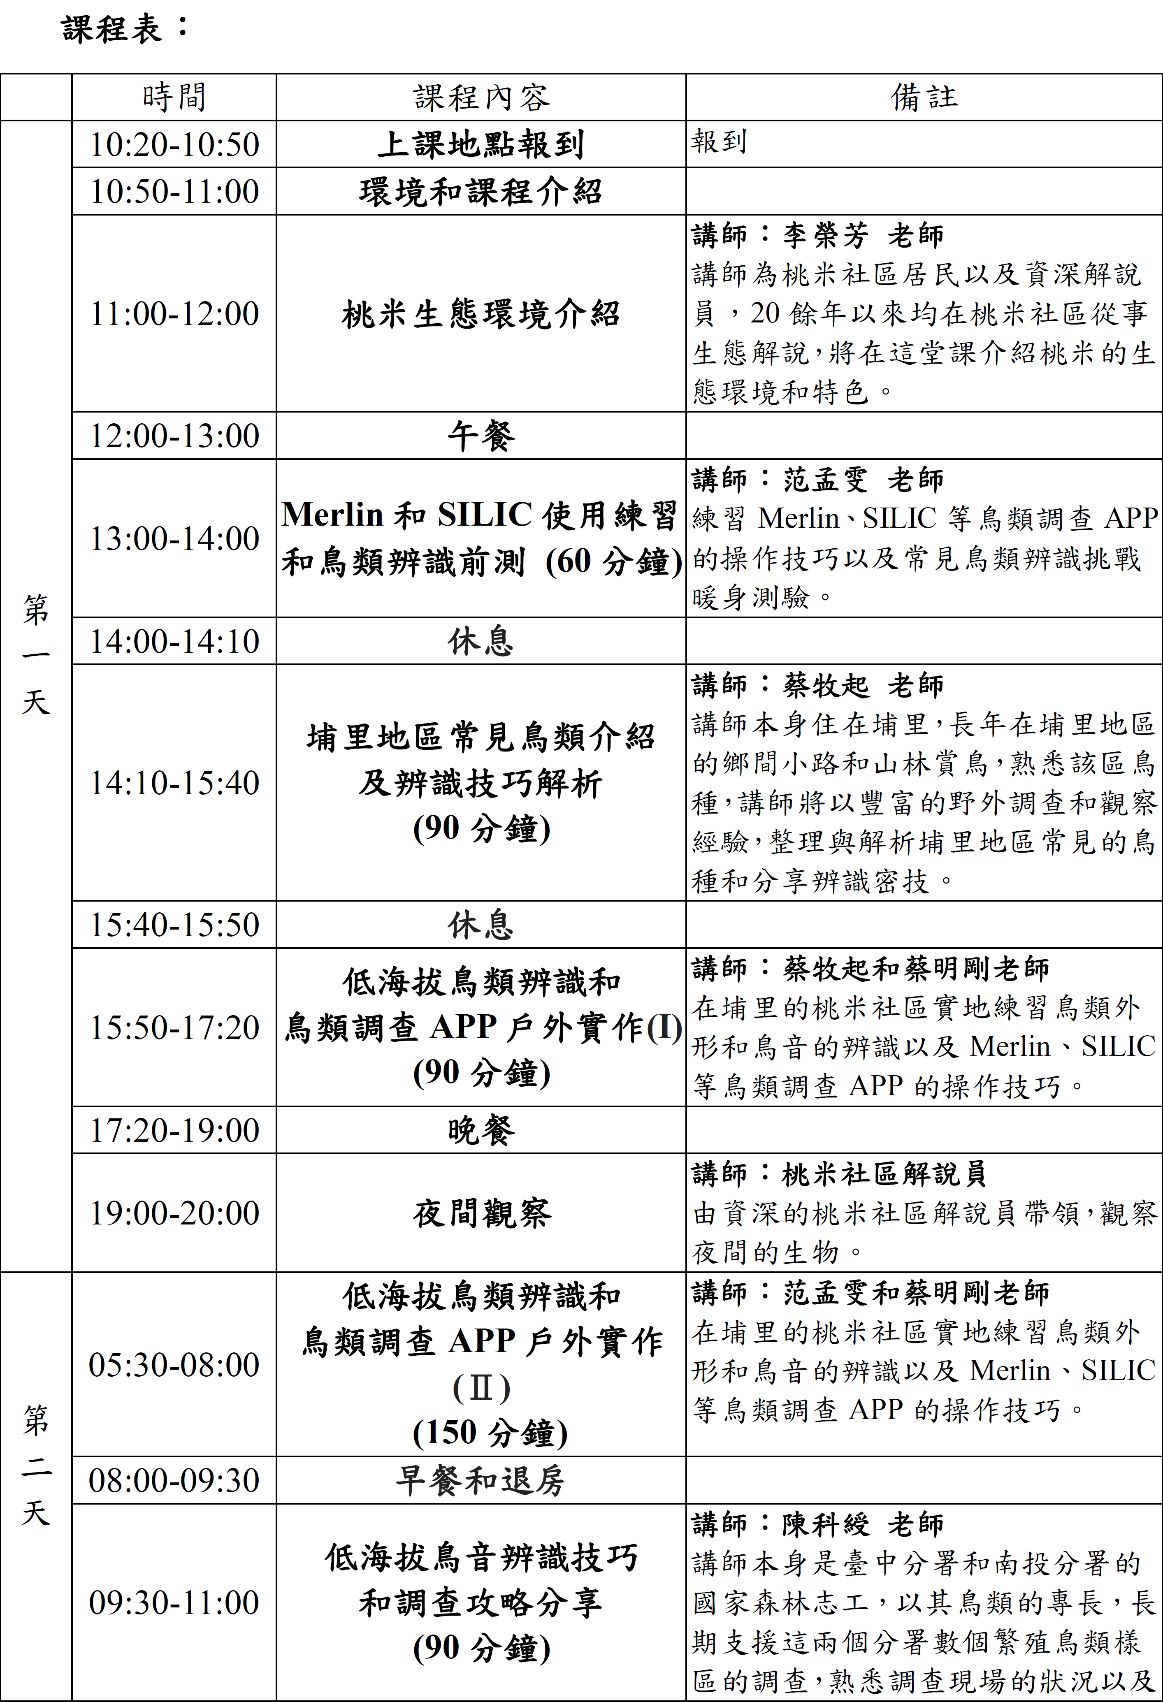 課程表：
時間 課程內容 備註
第一天
10:20-10:50 上課地點報到 報到
10:50-11:00 環境和課程介紹
11:00-12:00 桃米生態環境介紹
講師：李榮芳 老師
講師為桃米社區居民以及資深解說
員，20 餘年以來均在桃米社區從事
生態解說，將在這堂課介紹桃米的生
態環境和特色。
12:00-13:00 午餐
13:00-14:00
Merlin 和 SILIC 使用練習
和鳥類辨識前測 (60 分鐘)
講師：范孟雯 老師
練習 Merlin、SILIC 等鳥類調查 APP
的操作技巧以及常見鳥類辨識挑戰
暖身測驗。
14:00-14:10 休息
14:10-15:40
埔里地區常見鳥類介紹
及辨識技巧解析
(90 分鐘)
講師：蔡牧起 老師
講師本身住在埔里，長年在埔里地區
的鄉間小路和山林賞鳥，熟悉該區鳥
種，講師將以豐富的野外調查和觀察
經驗，整理與解析埔里地區常見的鳥
種和分享辨識密技。
15:40-15:50 休息
15:50-17:20
低海拔鳥類辨識和
鳥類調查 APP 戶外實作(I)
(90 分鐘)
講師：蔡牧起和蔡明剛老師
在埔里的桃米社區實地練習鳥類外
形和鳥音的辨識以及 Merlin、SILIC
等鳥類調查 APP 的操作技巧。
17:20-19:00 晚餐
19:00-20:00 夜間觀察
講師：桃米社區解說員
由資深的桃米社區解說員帶領，觀察
夜間的生物。
第二天
05:30-08:00
低海拔鳥類辨識和
鳥類調查 APP 戶外實作
(Ⅱ)
(150 分鐘)
講師：范孟雯和蔡明剛老師
在埔里的桃米社區實地練習鳥類外
形和鳥音的辨識以及 Merlin、SILIC
等鳥類調查 APP 的操作技巧。
08:00-09:30 早餐和退房
09:30-11:00
低海拔鳥音辨識技巧
和調查攻略分享
(90 分鐘)
講師：陳科綬 老師
講師本身是臺中分署和南投分署的
國家森林志工，以其鳥類的專長，長
期支援這兩個分署數個繁殖鳥類樣
區的調查，熟悉調查現場的狀況以及